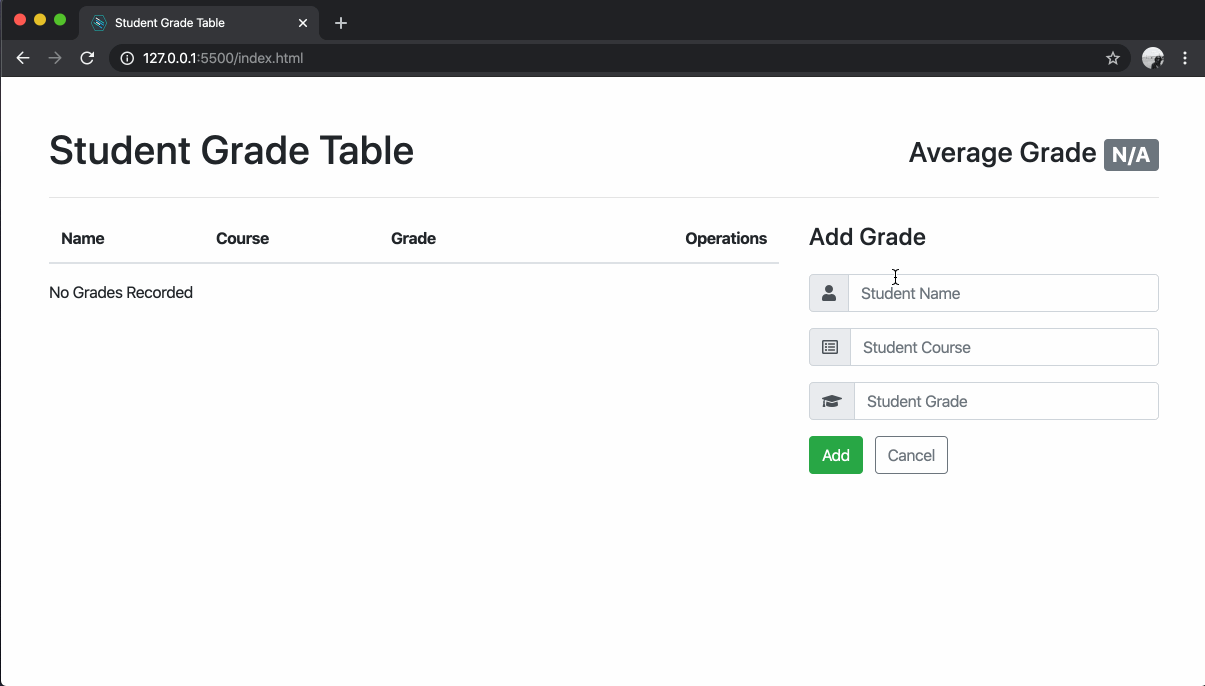 Student Grade Table
127.0.0.1:5500/index.html
Student Grade Table
Average Grade N/A
Name Course Grade Operations
No Grades Recorded
Add Grade
Student Name
Student Course
Student Grade
Add Cancel